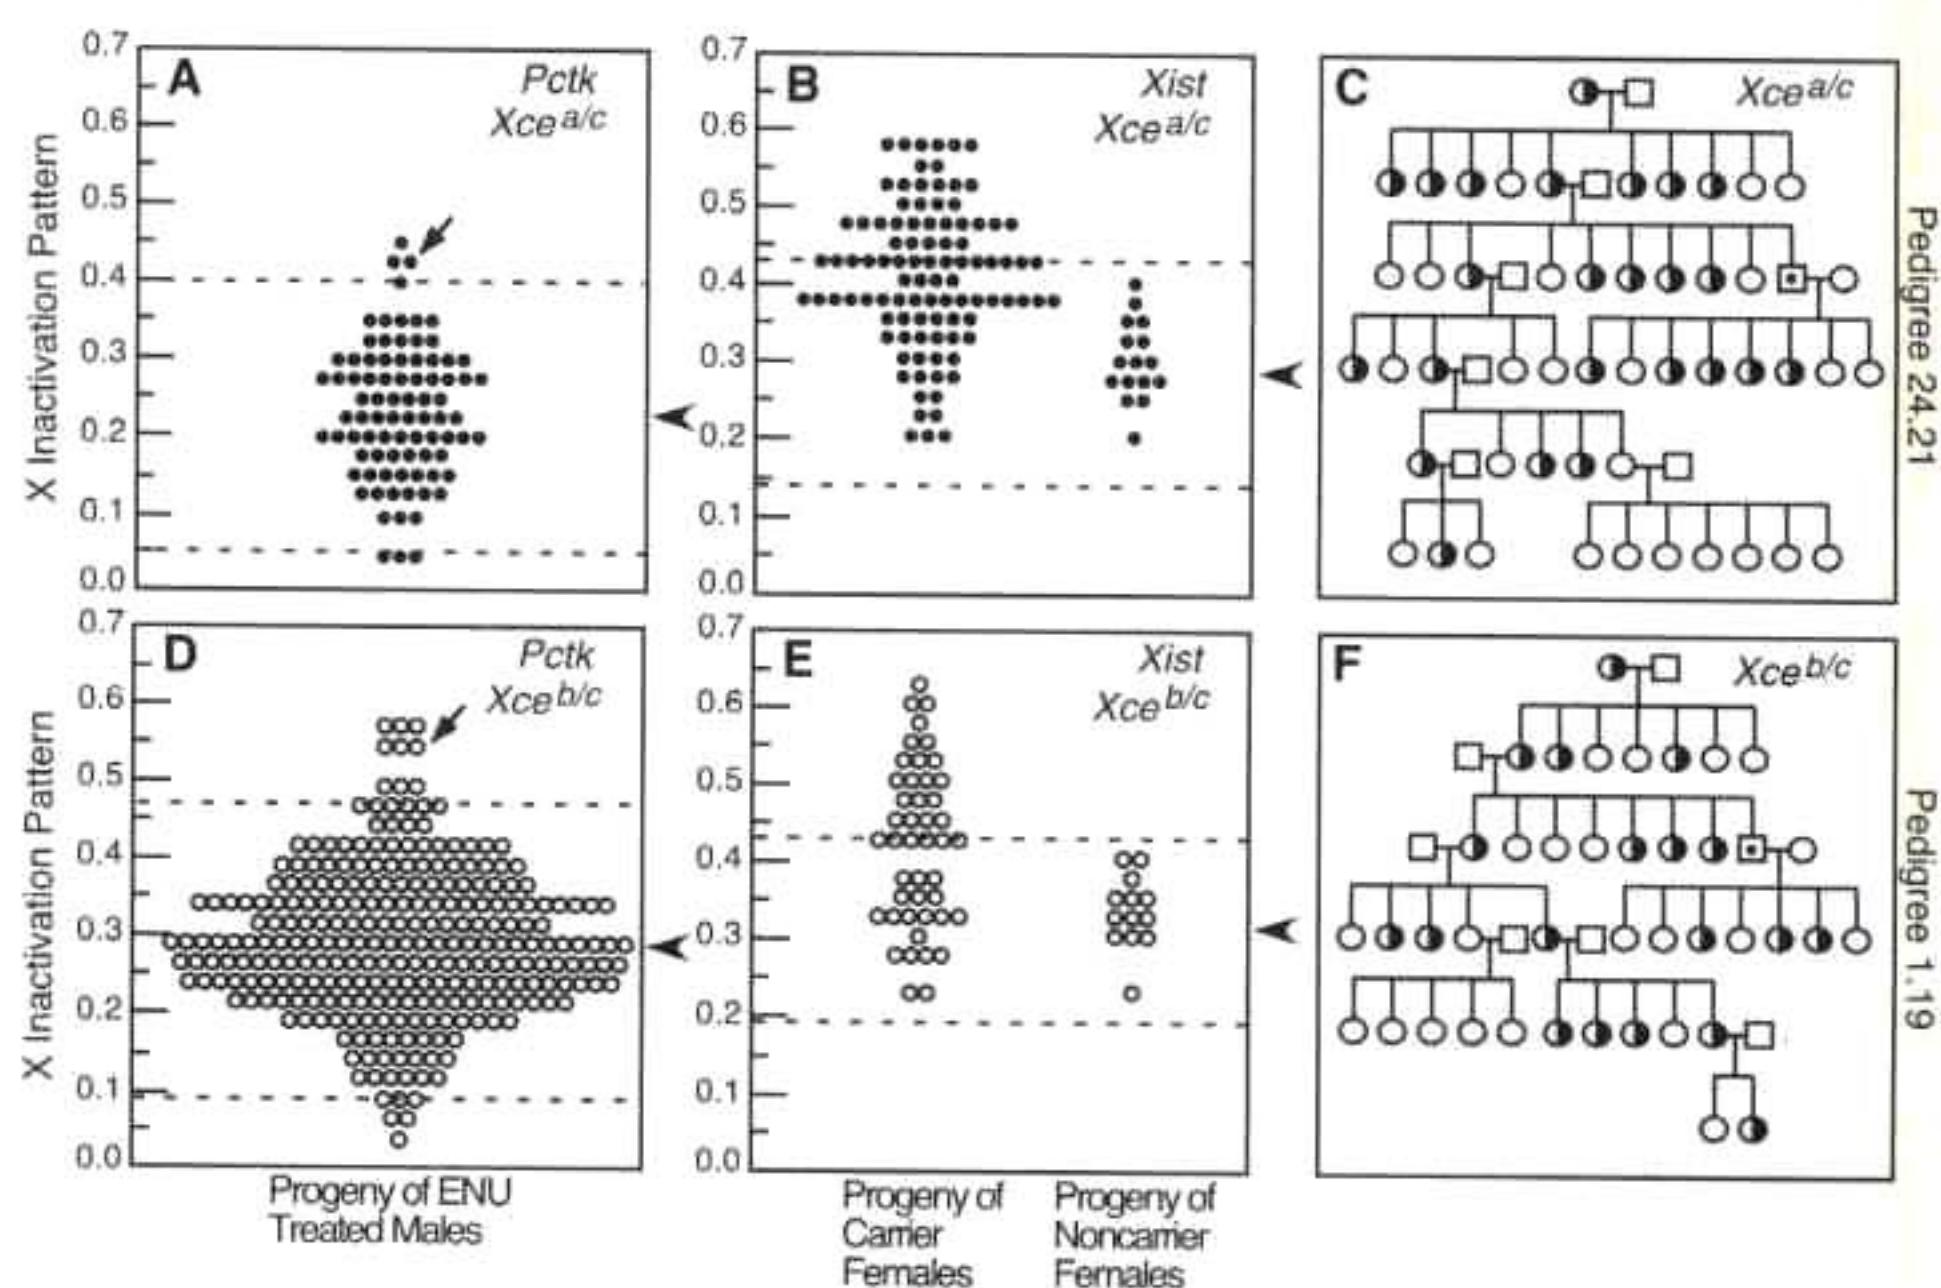 A
Pctk
Xce a/c
X Inactivation Pattern
0.7
0.6
0.5
0.4
0.3
0.2
0.1
0.0
B
Xist
Xce a/c
0.7
0.6
0.5
0.4
0.3
0.2
0.1
0.0
C
Xce a/c
Pedigree 24.21
D
Pctk
Xce b/c
X Inactivation Pattern
0.7
0.6
0.5
0.4
0.3
0.2
0.1
0.0
Progeny of ENU
Treated Males
E
Xist
Xce b/c
0.7
0.6
0.5
0.4
0.3
0.2
0.1
0.0
Progeny of
Carrier
Females
Progeny of
Noncarrier
Females
F
Xce b/c
Pedigree 1.19